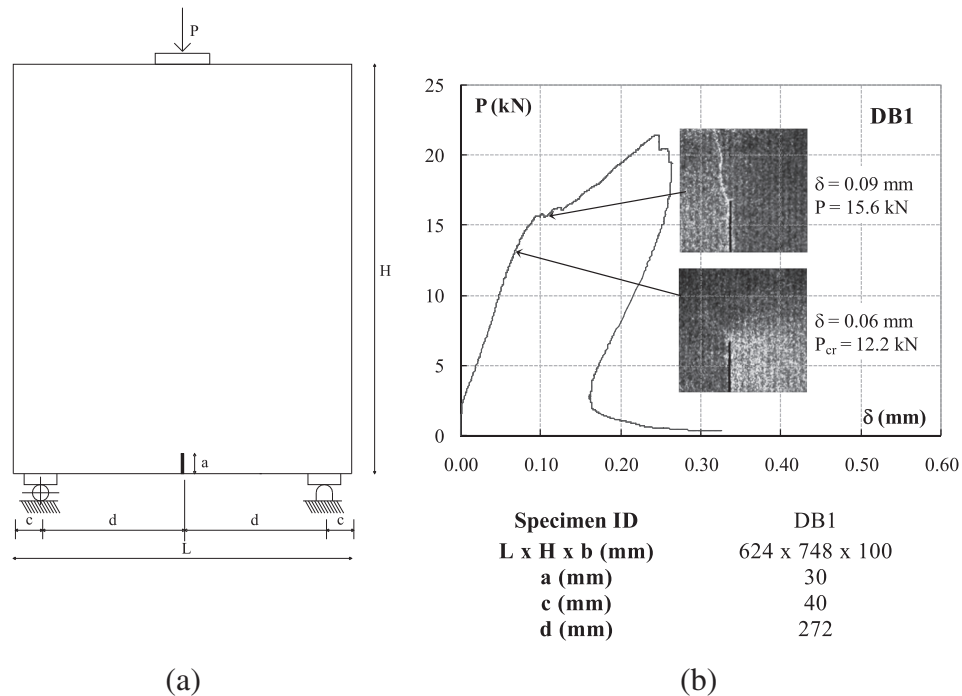 P
H
a
c
d
d
c
L
(a)
P (kN)
DB1
25
20
15
10
5
0
0.00 0.10 0.20 0.30 0.40 0.50 0.60
δ (mm)
δ = 0.09 mm
P = 15.6 kN
δ = 0.06 mm
Pcr = 12.2 kN
Specimen ID DB1
L x H x b (mm) 624 x 748 x 100
a (mm) 30
c (mm) 40
d (mm) 272
(b)